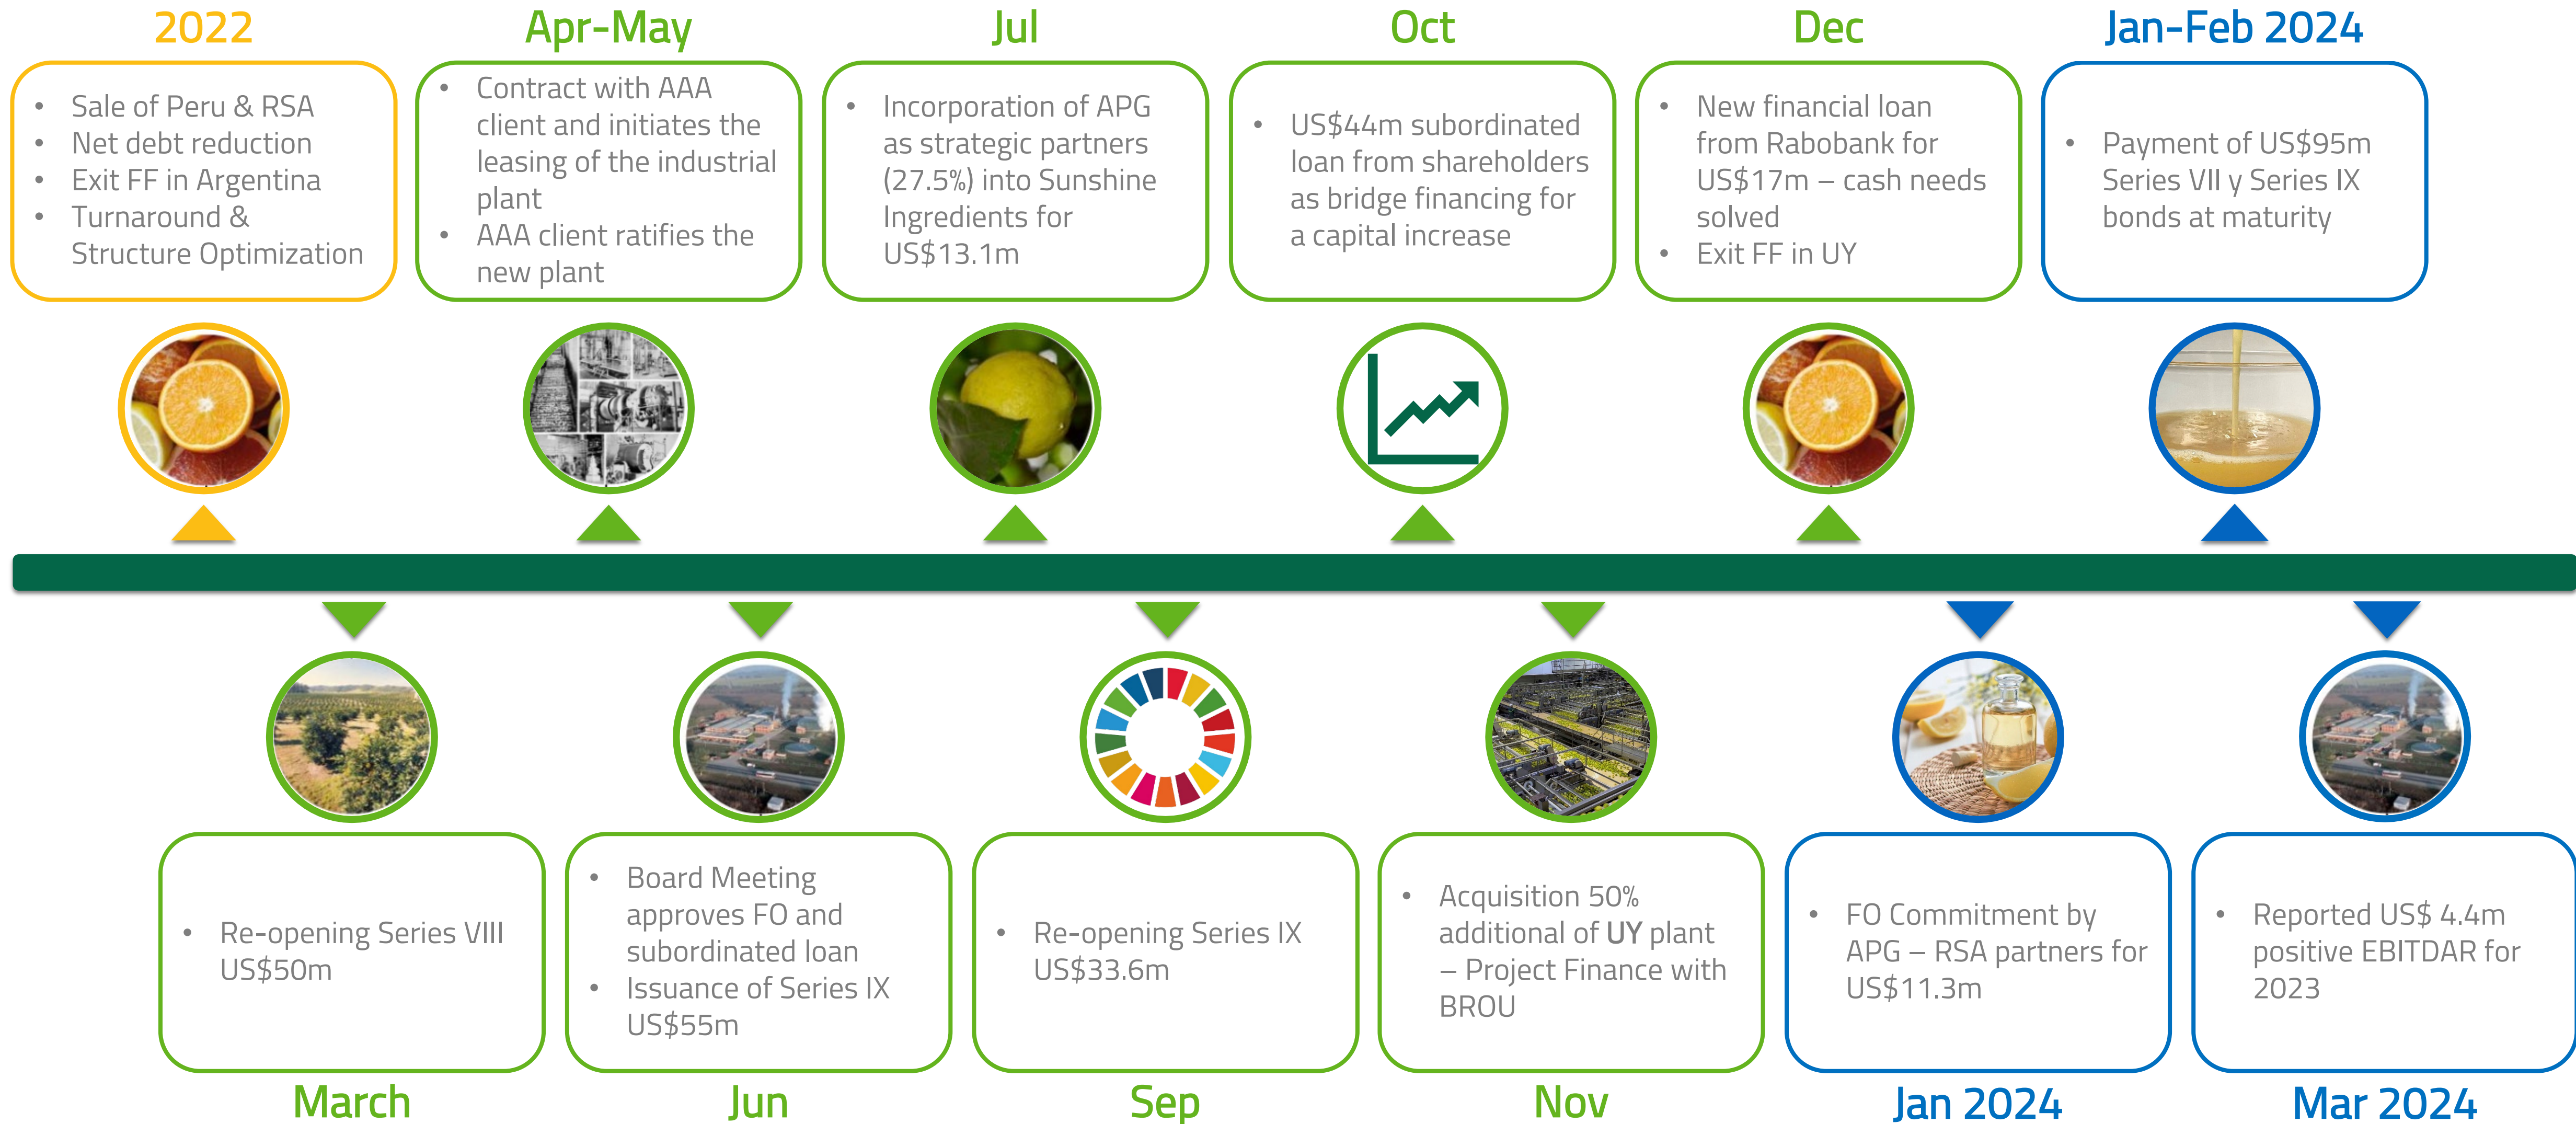 2022
• Sale of Peru & RSA
• Net debt reduction
• Exit FF in Argentina
• Turnaround &
Structure Optimization
Apr-May
• Contract with AAA
client and initiates the
leasing of the industrial
plant
• AAA client ratifies the
new plant
Jul
• Incorporation of APG
as strategic partners
(27.5%) into Sunshine
Ingredients for
US$13.1m
Oct
• US$44m subordinated
loan from shareholders
as bridge financing for
a capital increase
Dec
• New financial loan
from Rabobank for
US$17m – cash needs
solved
• Exit FF in UY
Jan-Feb 2024
• Payment of US$95m
Series VII y Series IX
bonds at maturity
• Re-opening Series VIII
US$50m
March
• Board Meeting
approves FO and
subordinated loan
• Issuance of Series IX
US$55m
Jun
• Re-opening Series IX
US$33.6m
Sep
• Acquisition 50%
additional of UY plant
– Project Finance with
BROU
Nov
• FO Commitment by
APG – RSA partners for
US$11.3m
Jan 2024
• Reported US$ 4.4m
positive EBITDAR for
2023
Mar 2024